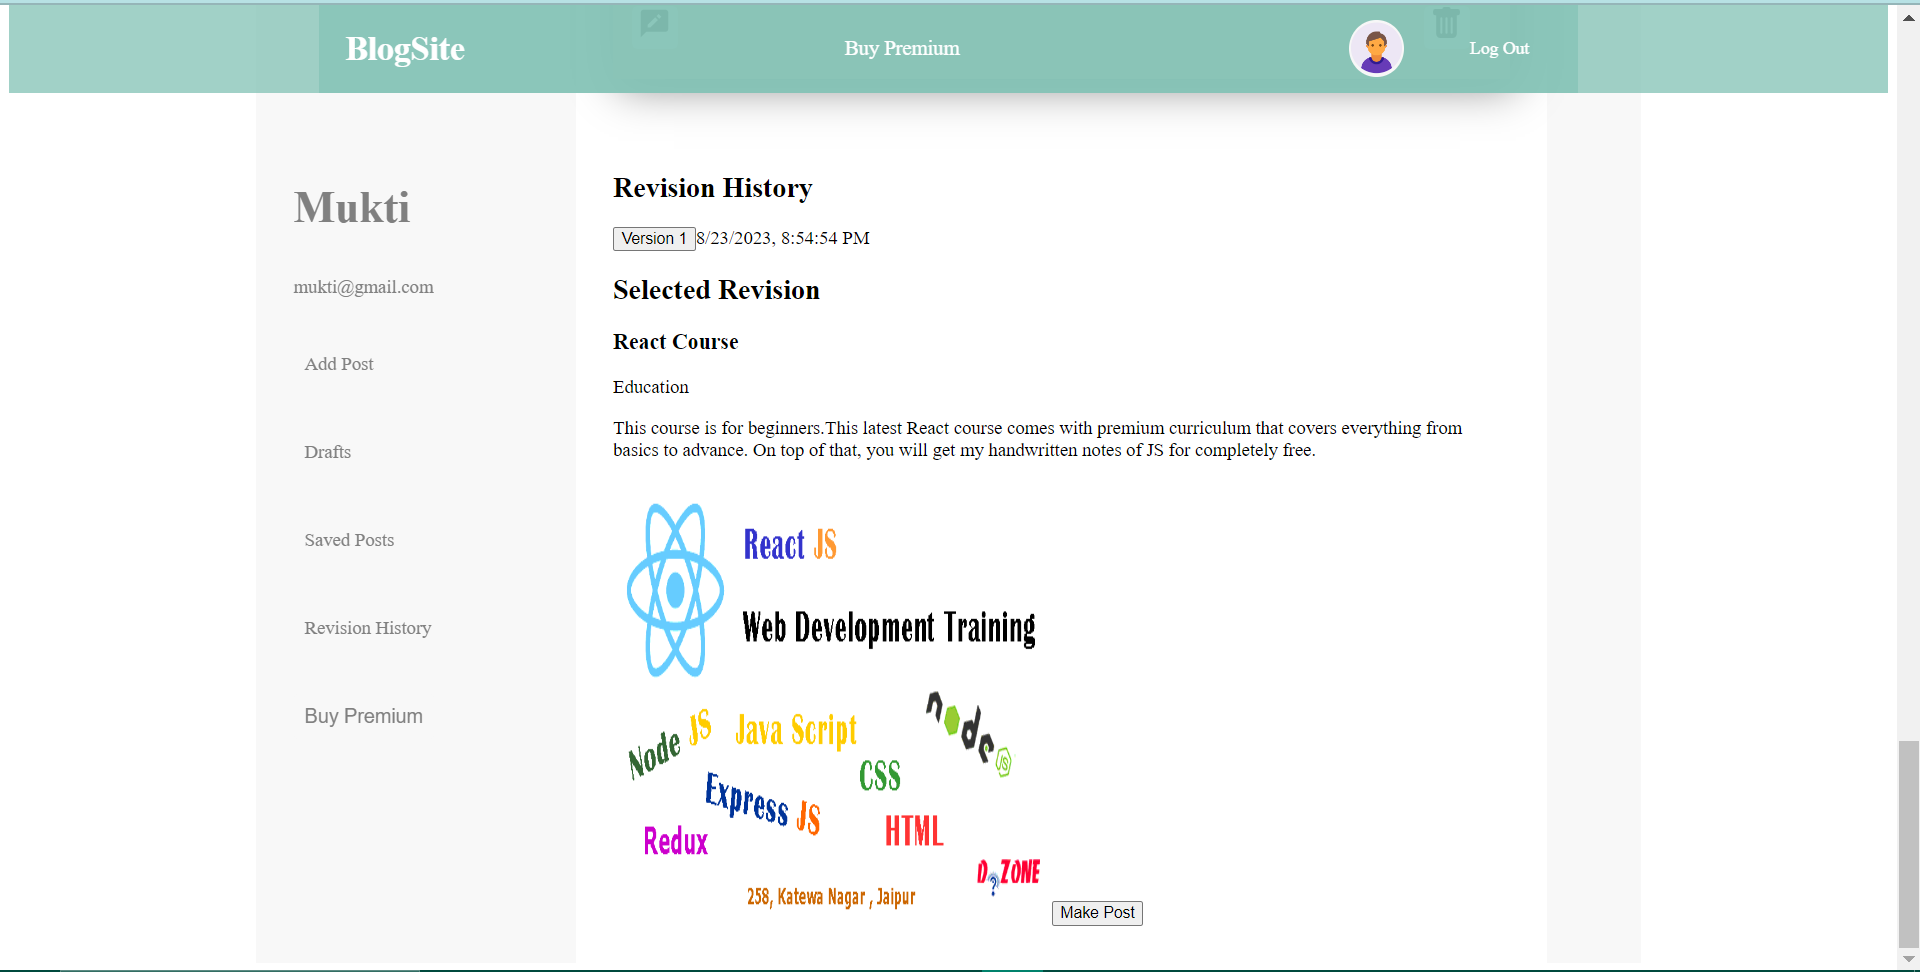 BlogSite
Buy Premium
Log Out
Mukti
mukti@gmail.com
Add Post
Drafts
Saved Posts
Revision History
Buy Premium
Revision History
Version 1 8/23/2023, 8:54:54 PM
Selected Revision
React Course
Education
This course is for beginners.This latest React course comes with premium curriculum that covers everything from
basics to advance. On top of that, you will get my handwritten notes of JS for completely free.
React JS
Web Development Training
Node JS
Java Script
node JS
CSS
Express JS
HTML
Redux
D?ZONE
258, Katewa Nagar , Jaipur
Make Post